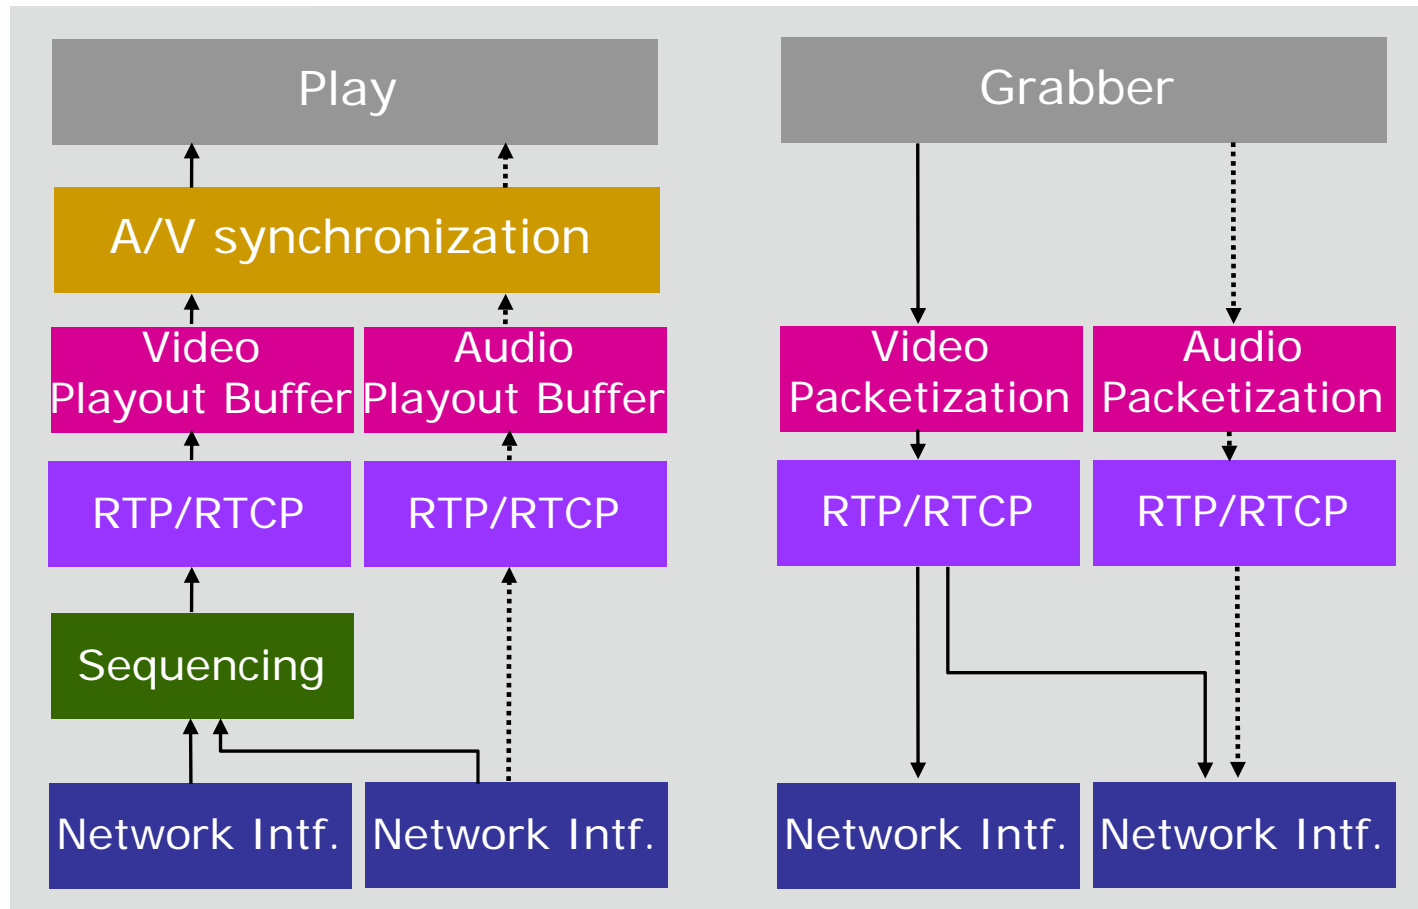 Play
A/V synchronization
Video
Playout Buffer
Audio
Playout Buffer
RTP/RTCP
RTP/RTCP
Sequencing
Network Intf.
Network Intf.
Grabber
Video
Packetization
Audio
Packetization
RTP/RTCP
RTP/RTCP
Network Intf.
Network Intf.